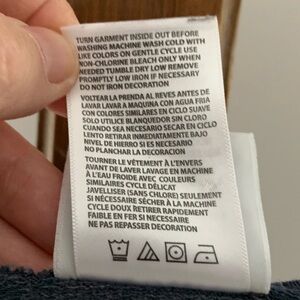 TURN GARMENT INSIDE OUT BEFORE
WASHING MACHINE WASH COLD WITH
LIKE COLORS ON GENTLE CYCLE USE
NON-CHLORINE BLEACH ONLY WHEN
NEEDED TUMBLE DRY LOW REMOVE
PROMPTLY LOW IRON IF NECESSARY
DO NOT IRON DECORATION
VOLTEAR LA PRENDA AL REVES ANTES DE
LAVAR LAVAR A MAQUINA CON AGUA FRIA
CON COLORES SIMILARES EN CICLO SUAVE
SOLO UTILICE BLANQUEDOR SIN CLORO
CUANDO SEA NECESARIO SECAR EN CICLO
LENTO RETIRAR INMEDIATAMENTE BAJO
NIVEL DE HIERRO SI ES NECESARIO
NO PLANCHAR LA DECORACION
TOURNER LE VÊTEMENT À L'ENVERS
AVANT DE LAVER LAVAGE EN MACHINE
À L'EAU FROIDE AVEC COULEURS
SIMILAIRES CYCLE DÉLICAT
JAVELLISER (SANS CHLORE) SEULEMENT
SI NÉCESSAIRE SÉCHER À LA MACHINE
CYCLE DOUX RETIRER RAPIDEMENT
FAIBLE EN FER SI NÉCESSAIRE
NE PAS REPASSER DECORATION